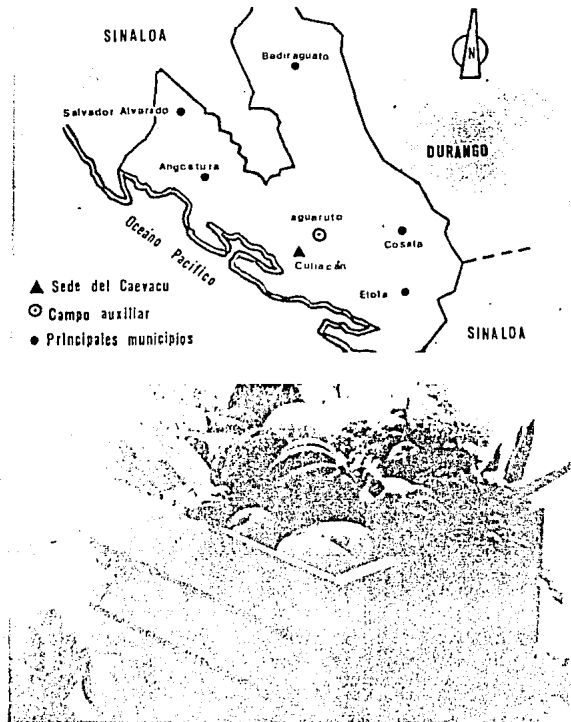 SINALOA
Badiraguato
N
Salvador Alvarado
DURANGO
Angostura
aguaruto
Océano Pacífico
Cosala
Culiacán
▲ Sede del Caevacu
Elota
⊙ Campo auxiliar
SINALOA
● Principales municipios